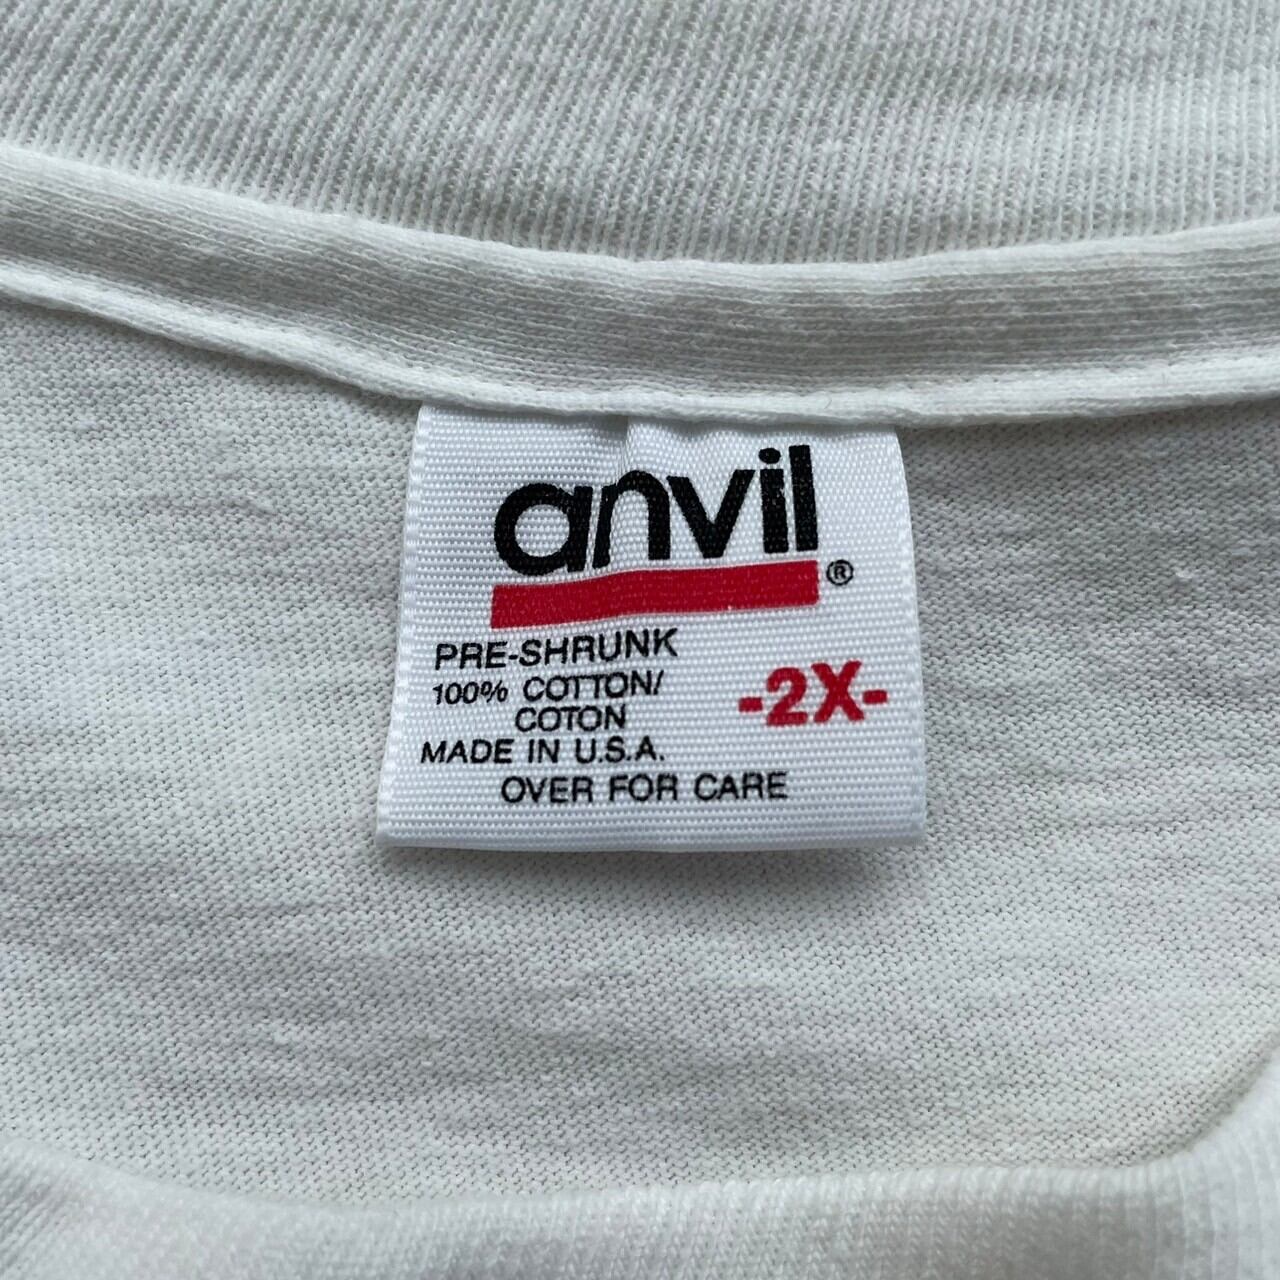 anvil®
PRE-SHRUNK
100% COTTON/
COTON
-2X-
MADE IN U.S.A.
OVER FOR CARE